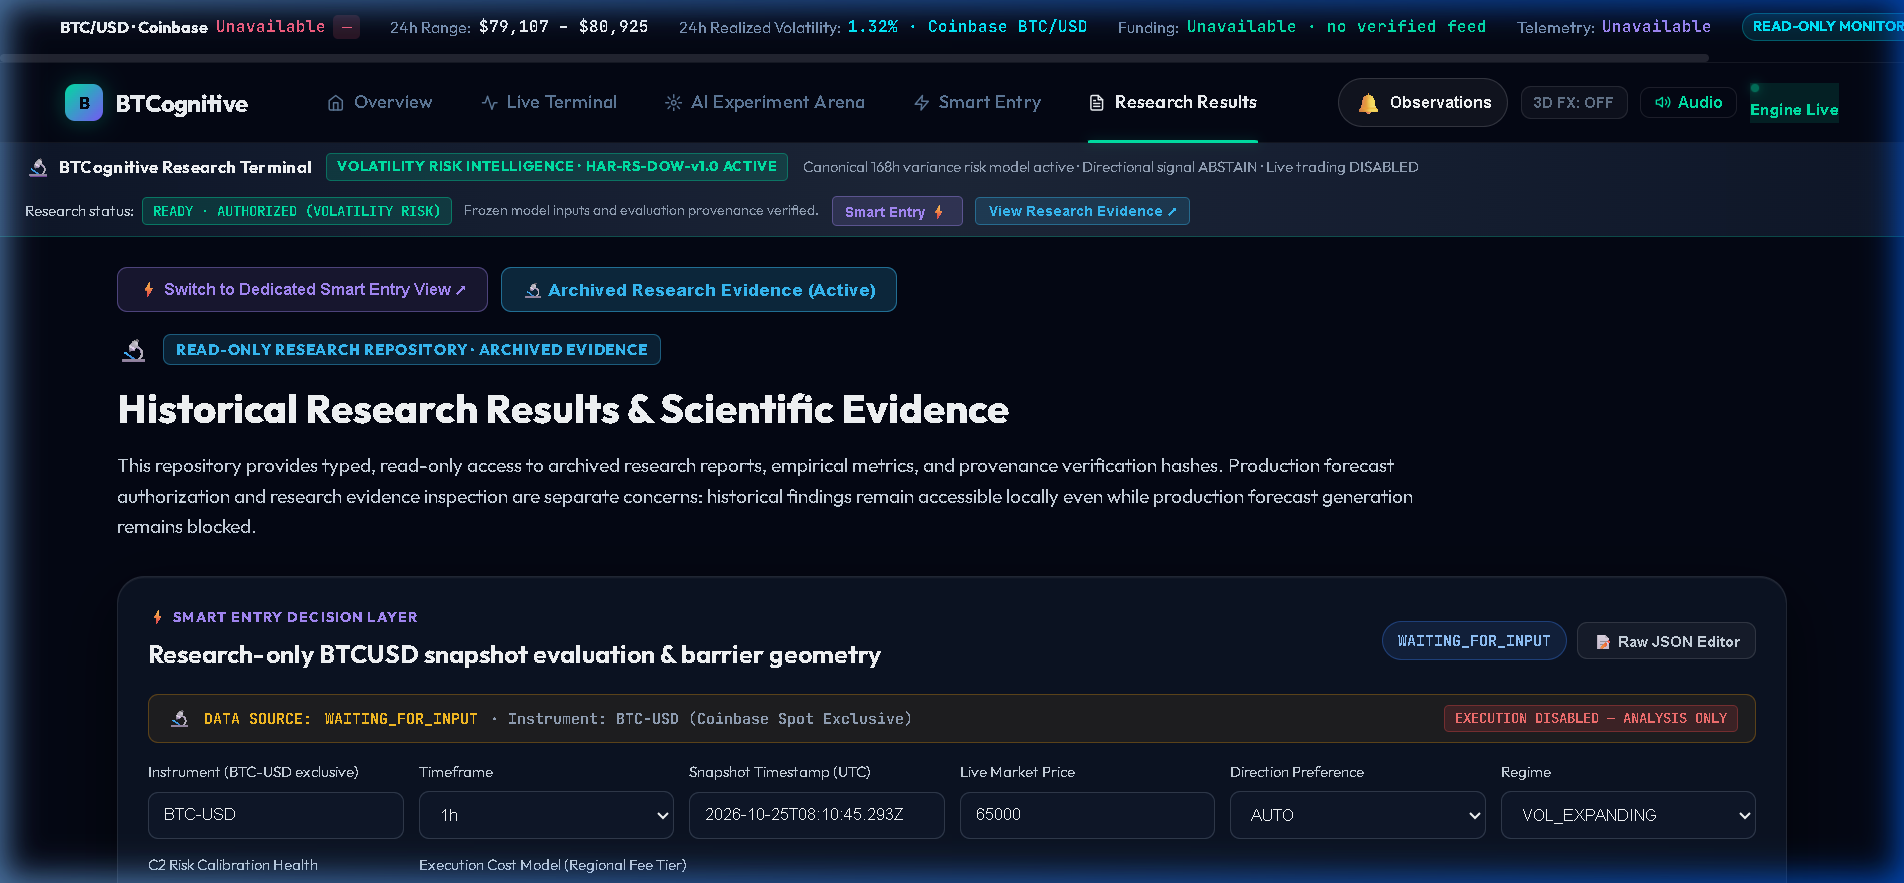 BTC/USD · Coinbase Unavailable — 24h Range: $79,107 – $80,925 24h Realized Volatility: 1.32% · Coinbase BTC/USD Funding: Unavailable · no verified feed Telemetry: Unavailable READ-ONLY MONITOR
B BTCognitive Overview Live Terminal AI Experiment Arena Smart Entry Research Results Observations 3D FX: OFF Audio Engine Live
BTCognitive Research Terminal VOLATILITY RISK INTELLIGENCE · HAR-RS-DOW-v1.0 ACTIVE Canonical 168h variance risk model active · Directional signal ABSTAIN · Live trading DISABLED
Research status: READY · AUTHORIZED (VOLATILITY RISK) Frozen model inputs and evaluation provenance verified. Smart Entry ⚡ View Research Evidence ↗
⚡ Switch to Dedicated Smart Entry View ↗ 🔬 Archived Research Evidence (Active)
🔬 READ-ONLY RESEARCH REPOSITORY · ARCHIVED EVIDENCE
Historical Research Results & Scientific Evidence
This repository provides typed, read-only access to archived research reports, empirical metrics, and provenance verification hashes. Production forecast
authorization and research evidence inspection are separate concerns: historical findings remain accessible locally even while production forecast generation
remains blocked.
⚡ SMART ENTRY DECISION LAYER
Research-only BTCUSD snapshot evaluation & barrier geometry WAITING_FOR_INPUT Raw JSON Editor
DATA SOURCE: WAITING_FOR_INPUT · Instrument: BTC-USD (Coinbase Spot Exclusive) EXECUTION DISABLED — ANALYSIS ONLY
Instrument (BTC-USD exclusive) Timeframe Snapshot Timestamp (UTC) Live Market Price Direction Preference Regime
BTC-USD 1h 2026-10-25T08:10:45.293Z 65000 AUTO VOL_EXPANDING
C2 Risk Calibration Health Execution Cost Model (Regional Fee Tier)